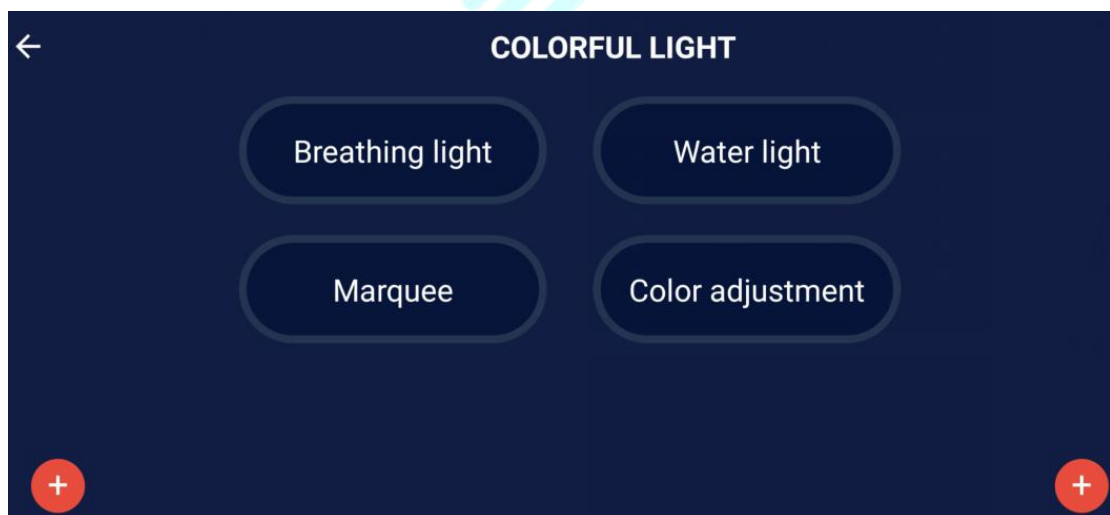 COLORFUL LIGHT
Breathing light
Water light
Marquee
Color adjustment
+
+